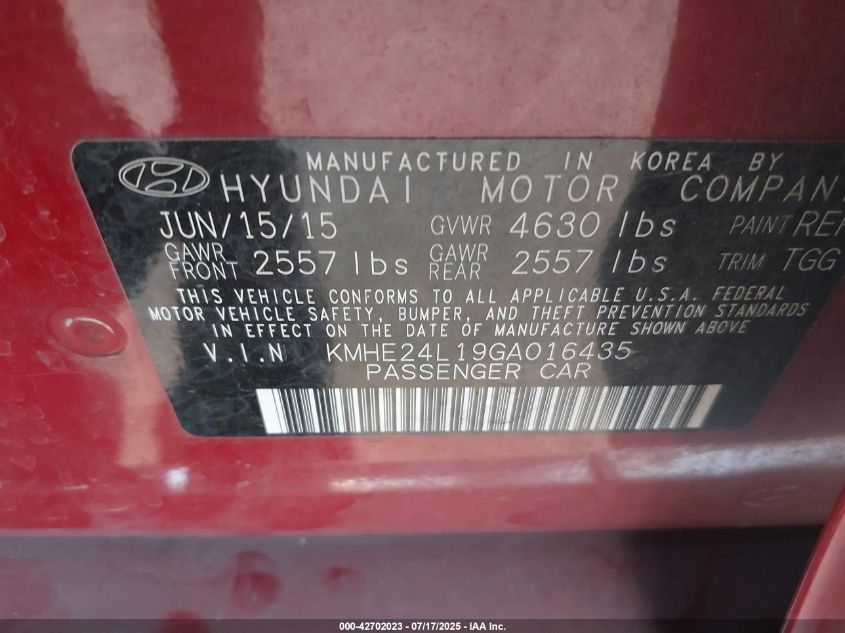 MANUFACTURED IN KOREA BY
HYUNDAI MOTOR COMPANY
JUN/15/15 GVWR 4630 lbs PAINT
GAWR FRONT 2557 lbs GAWR REAR 2557 lbs TRIM TGG
THIS VEHICLE CONFORMS TO ALL APPLICABLE U.S.A. FEDERAL
MOTOR VEHICLE SAFETY, BUMPER, AND THEFT PREVENTION STANDARDS
IN EFFECT ON THE DATE OF MANUFACTURE SHOWN ABOVE
V.I.N KMHE24L19GA016435
PASSENGER CAR
000-42702023 - 07/17/2025 - IAA Inc.